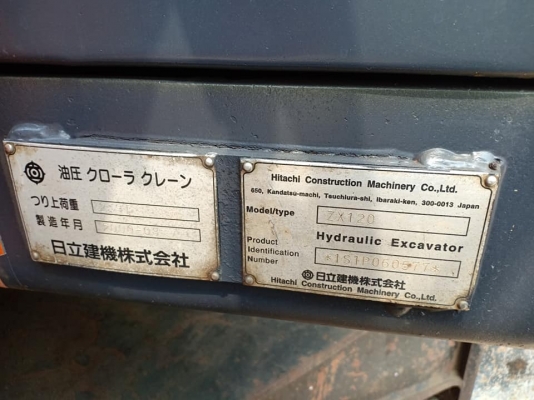 油圧 クローラ クレーン
つり上荷重
製造年月
日立建機株式会社
Hitachi Construction Machinery Co.,Ltd.
650, Kandatsu-machi, Tsuchiura-shi, Ibaraki-ken, 300-0013 Japan
Model/type ZX120
Hydraulic Excavator
Product
Identification
Number
日立建機株式会社
Hitachi Construction Machinery Co.,Ltd.